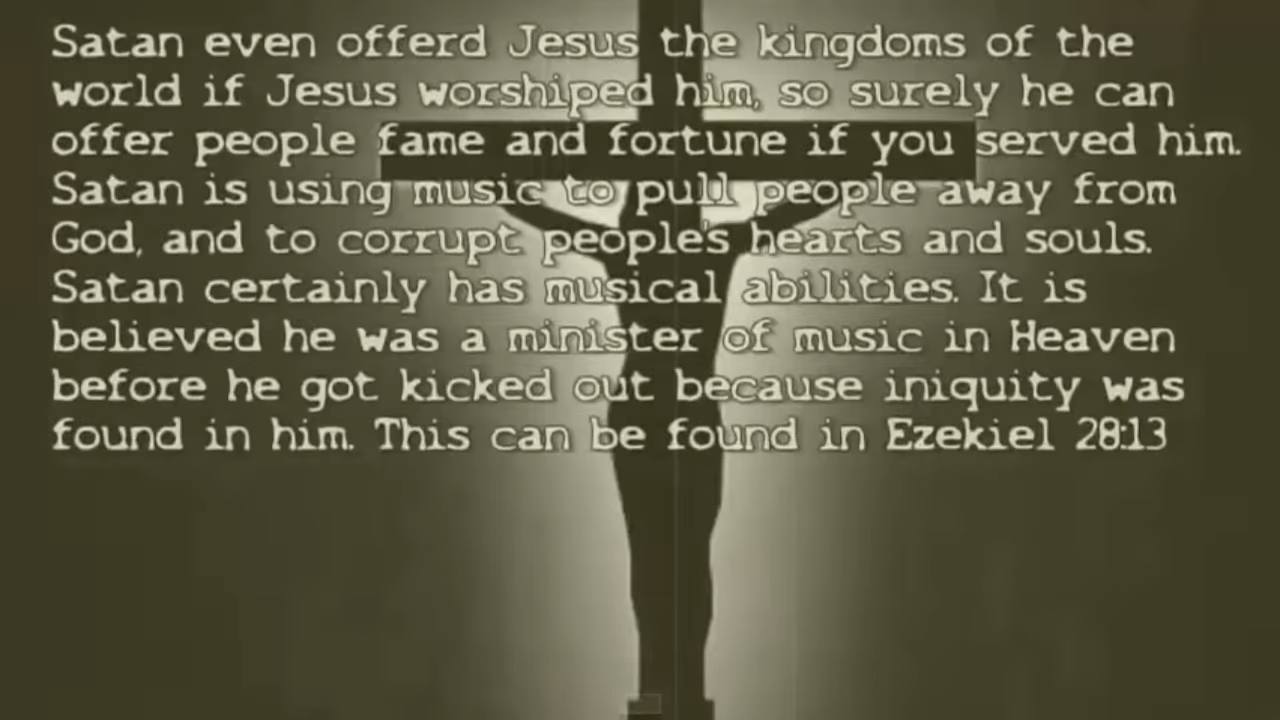 Satan even offerd Jesus the kingdoms of the
world if Jesus worshiped him, so surely he can
offer people fame and fortune if you served him.
Satan is using music to pull people away from
God, and to corrupt people's hearts and souls.
Satan certainly has musical abilities. It is
believed he was a minister of music in Heaven
before he got kicked out because iniquity was
found in him. This can be found in Ezekiel 28:13